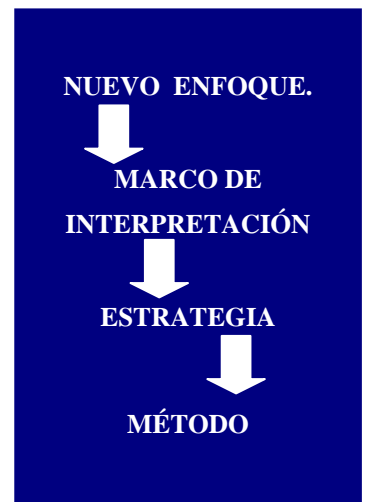 NUEVO ENFOQUE.
MARCO DE
INTERPRETACIÓN
ESTRATEGIA
MÉTODO